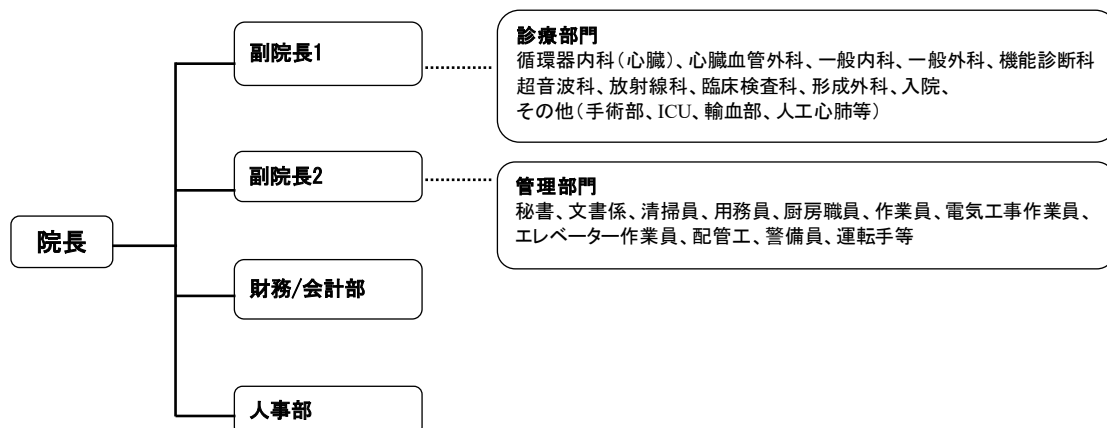 副院長1
診療部門
循環器内科（心臓）、心臓血管外科、一般内科、一般外科、機能診断科
超音波科、放射線科、臨床検査科、形成外科、入院、
その他（手術部、ICU、輸血部、人工心肺等）
副院長2
管理部門
秘書、文書係、清掃員、用務員、厨房職員、作業員、電気工事作業員、
エレベーター作業員、配管工、警備員、運転手等
院長
財務/会計部
人事部